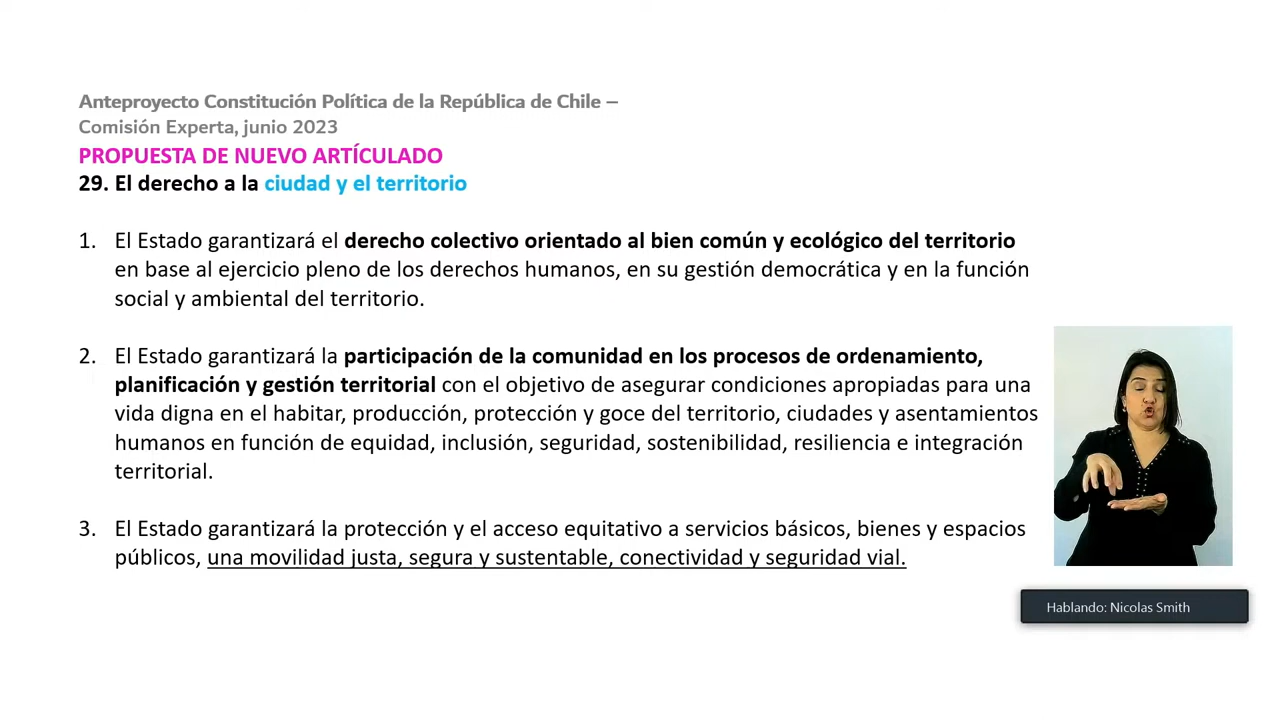 Anteproyecto Constitución Política de la República de Chile –
Comisión Experta, junio 2023
PROPUESTA DE NUEVO ARTÍCULADO
29. El derecho a la ciudad y el territorio
1. El Estado garantizará el derecho colectivo orientado al bien común y ecológico del territorio
en base al ejercicio pleno de los derechos humanos, en su gestión democrática y en la función
social y ambiental del territorio.
2. El Estado garantizará la participación de la comunidad en los procesos de ordenamiento,
planificación y gestión territorial con el objetivo de asegurar condiciones apropiadas para una
vida digna en el habitar, producción, protección y goce del territorio, ciudades y asentamientos
humanos en función de equidad, inclusión, seguridad, sostenibilidad, resiliencia e integración
territorial.
3. El Estado garantizará la protección y el acceso equitativo a servicios básicos, bienes y espacios
públicos, una movilidad justa, segura y sustentable, conectividad y seguridad vial.
Hablando: Nicolas Smith